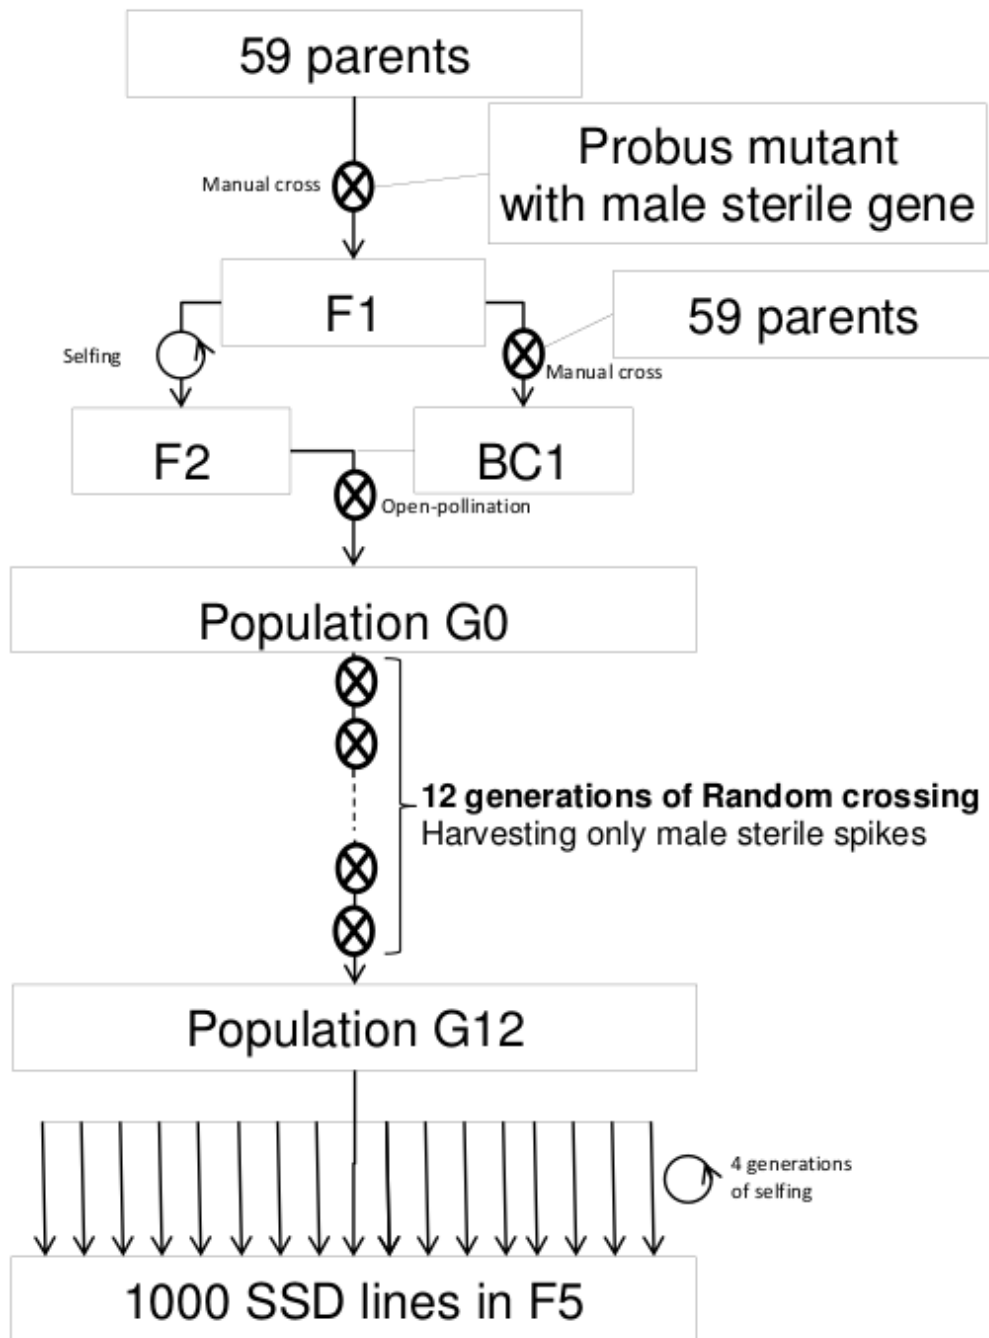 59 parents
Manual cross
Probus mutant
with male sterile gene
F1
59 parents
Selfing
Manual cross
F2
BC1
Open-pollination
Population G0
12 generations of Random crossing
Harvesting only male sterile spikes
Population G12
4 generations
of selfing
1000 SSD lines in F5